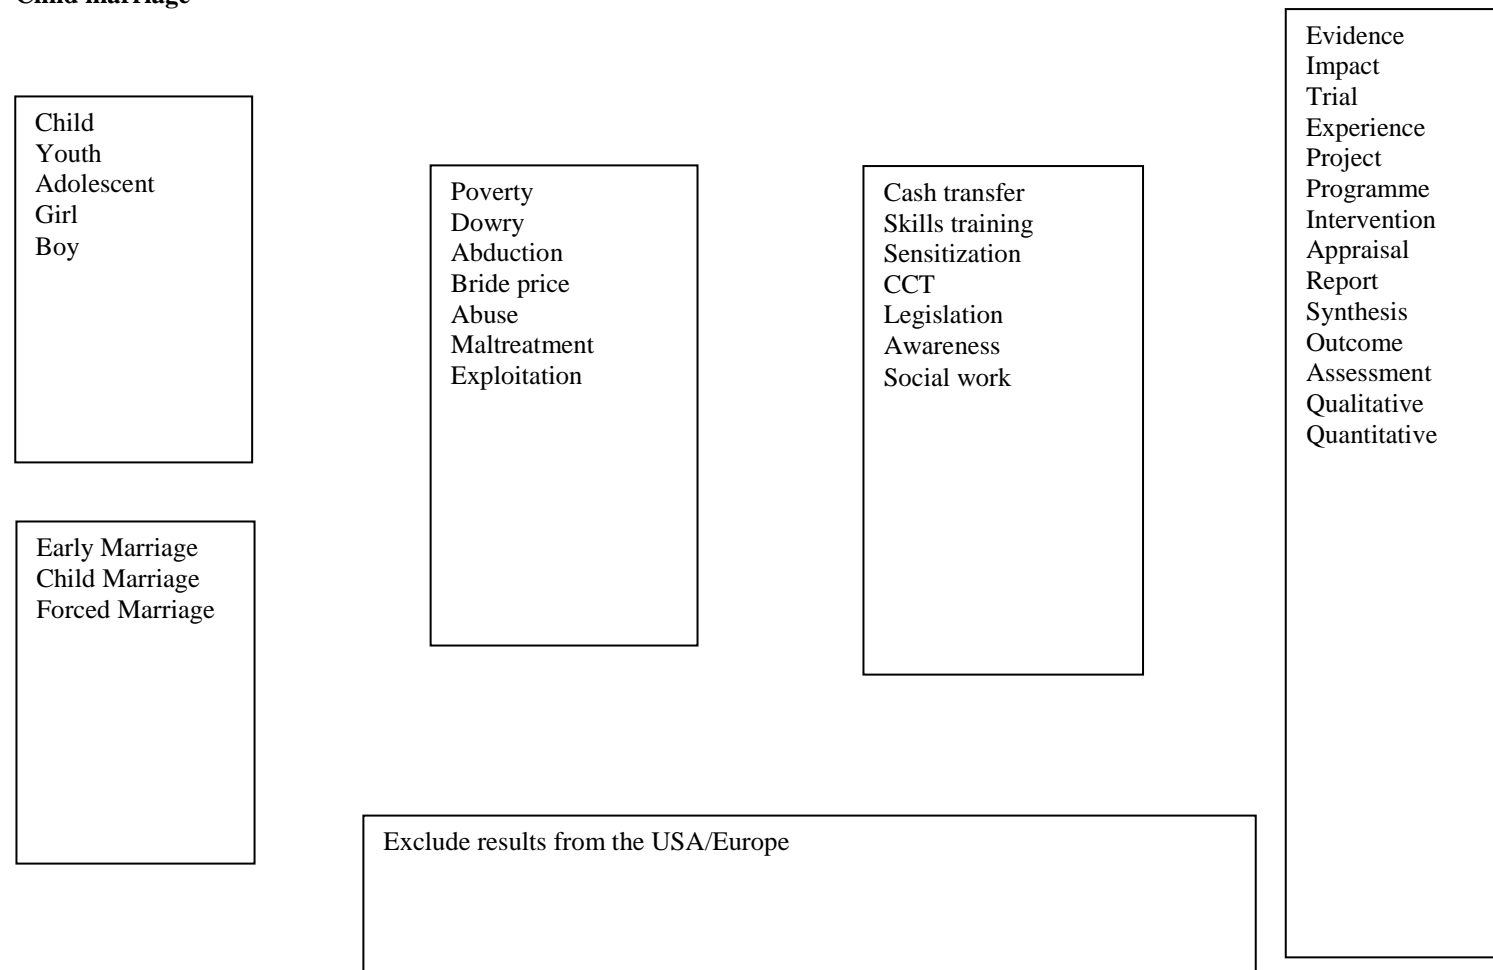 Child marriage
Child
Youth
Adolescent
Girl
Boy
Early Marriage
Child Marriage
Forced Marriage
Poverty
Dowry
Abduction
Bride price
Abuse
Maltreatment
Exploitation
Cash transfer
Skills training
Sensitization
CCT
Legislation
Awareness
Social work
Evidence
Impact
Trial
Experience
Project
Programme
Intervention
Appraisal
Report
Synthesis
Outcome
Assessment
Qualitative
Quantitative
Exclude results from the USA/Europe